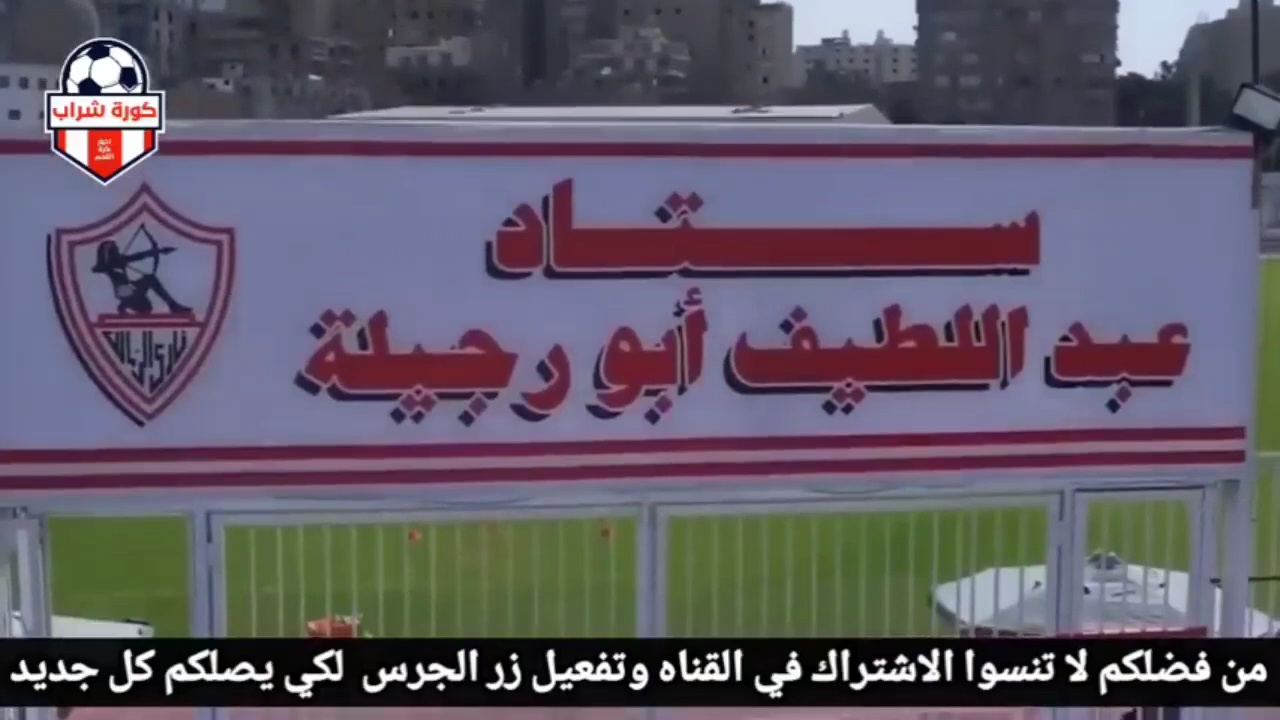 كورة شراب
ستاد
عبد اللطيف أبو رجيلة
من فضلكم لا تنسوا الاشتراك في القناه وتفعيل زر الجرس لكي يصلكم كل جديد